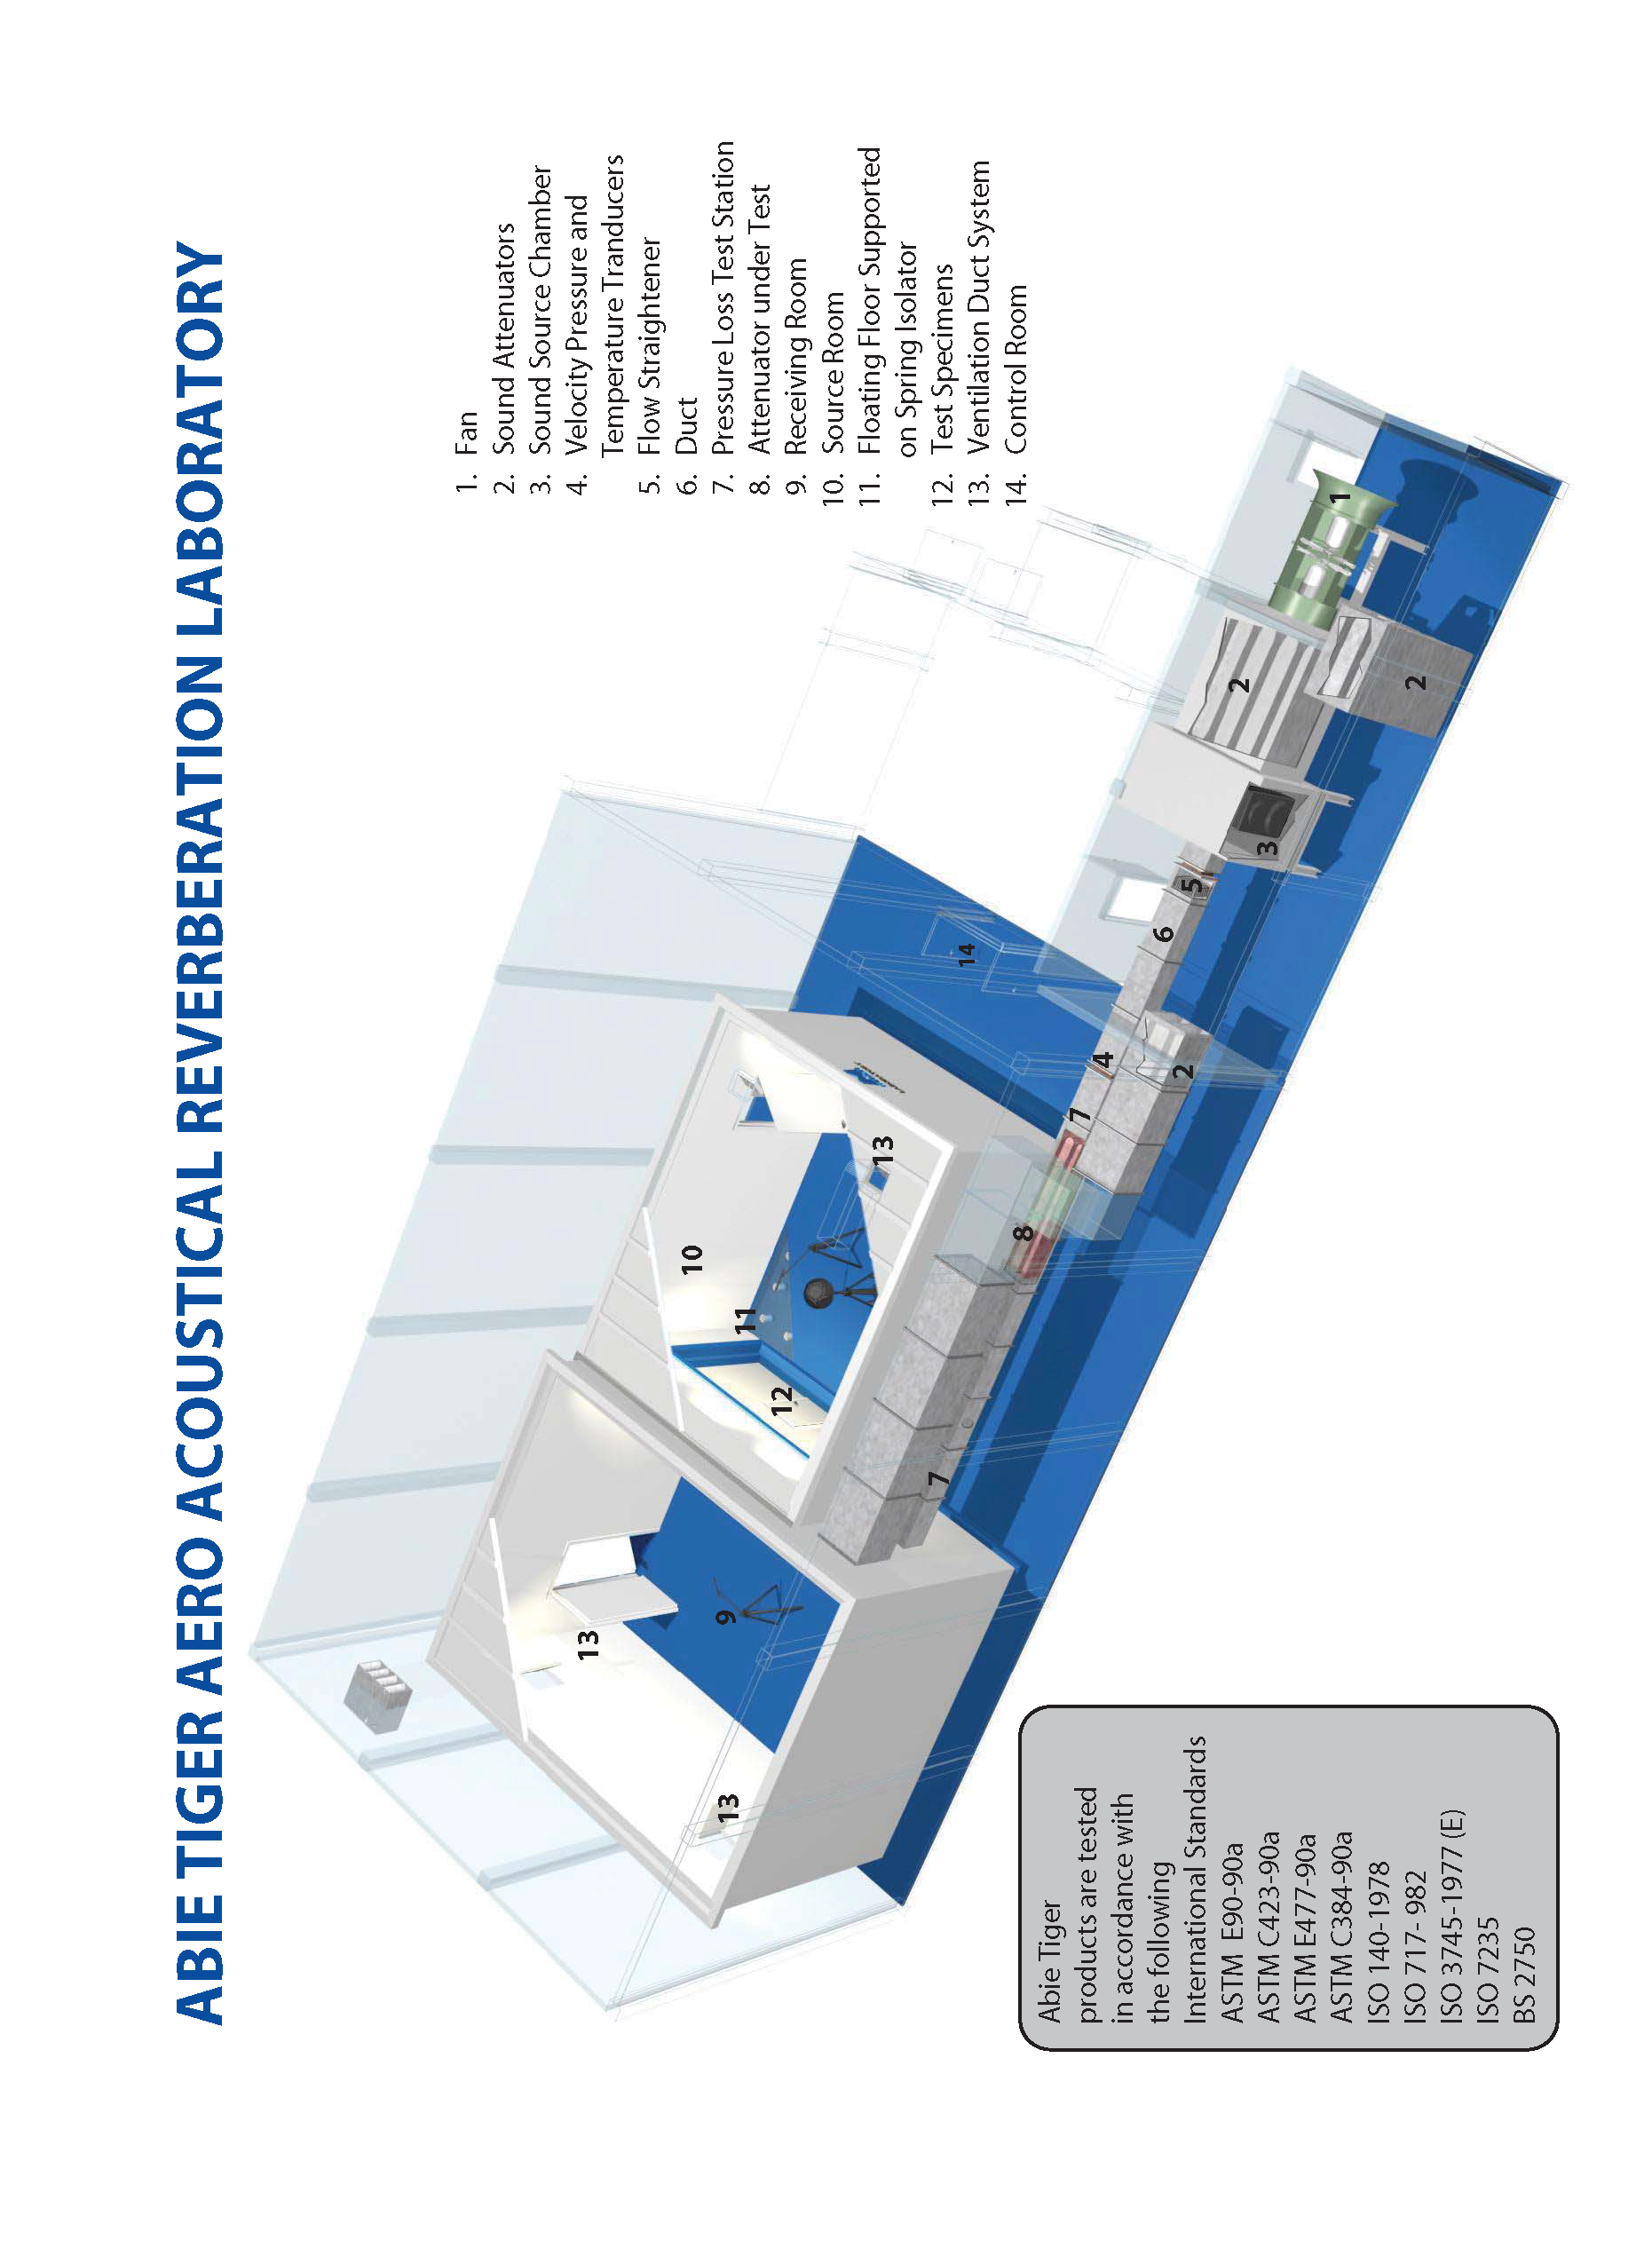 ABIE TIGER AERO ACOUSTICAL REVERBERATION LABORATORY
1. Fan
2. Sound Attenuators
3. Sound Source Chamber
4. Velocity Pressure and
Temperature Tranducers
5. Flow Straightener
6. Duct
7. Pressure Loss Test Station
8. Attenuator under Test
9. Receiving Room
10. Source Room
11. Floating Floor Supported
on Spring Isolator
12. Test Specimens
13. Ventilation Duct System
14. Control Room
10
11
12
13
14
13
9
13
8
7
7
4
2
6
5
3
2
2
1
Abie Tiger
products are tested
in accordance with
the following
International Standards
ASTM E90-90a
ASTM C423-90a
ASTM E477-90a
ASTM C384-90a
ISO 140-1978
ISO 717- 982
ISO 3745-1977 (E)
ISO 7235
BS 2750